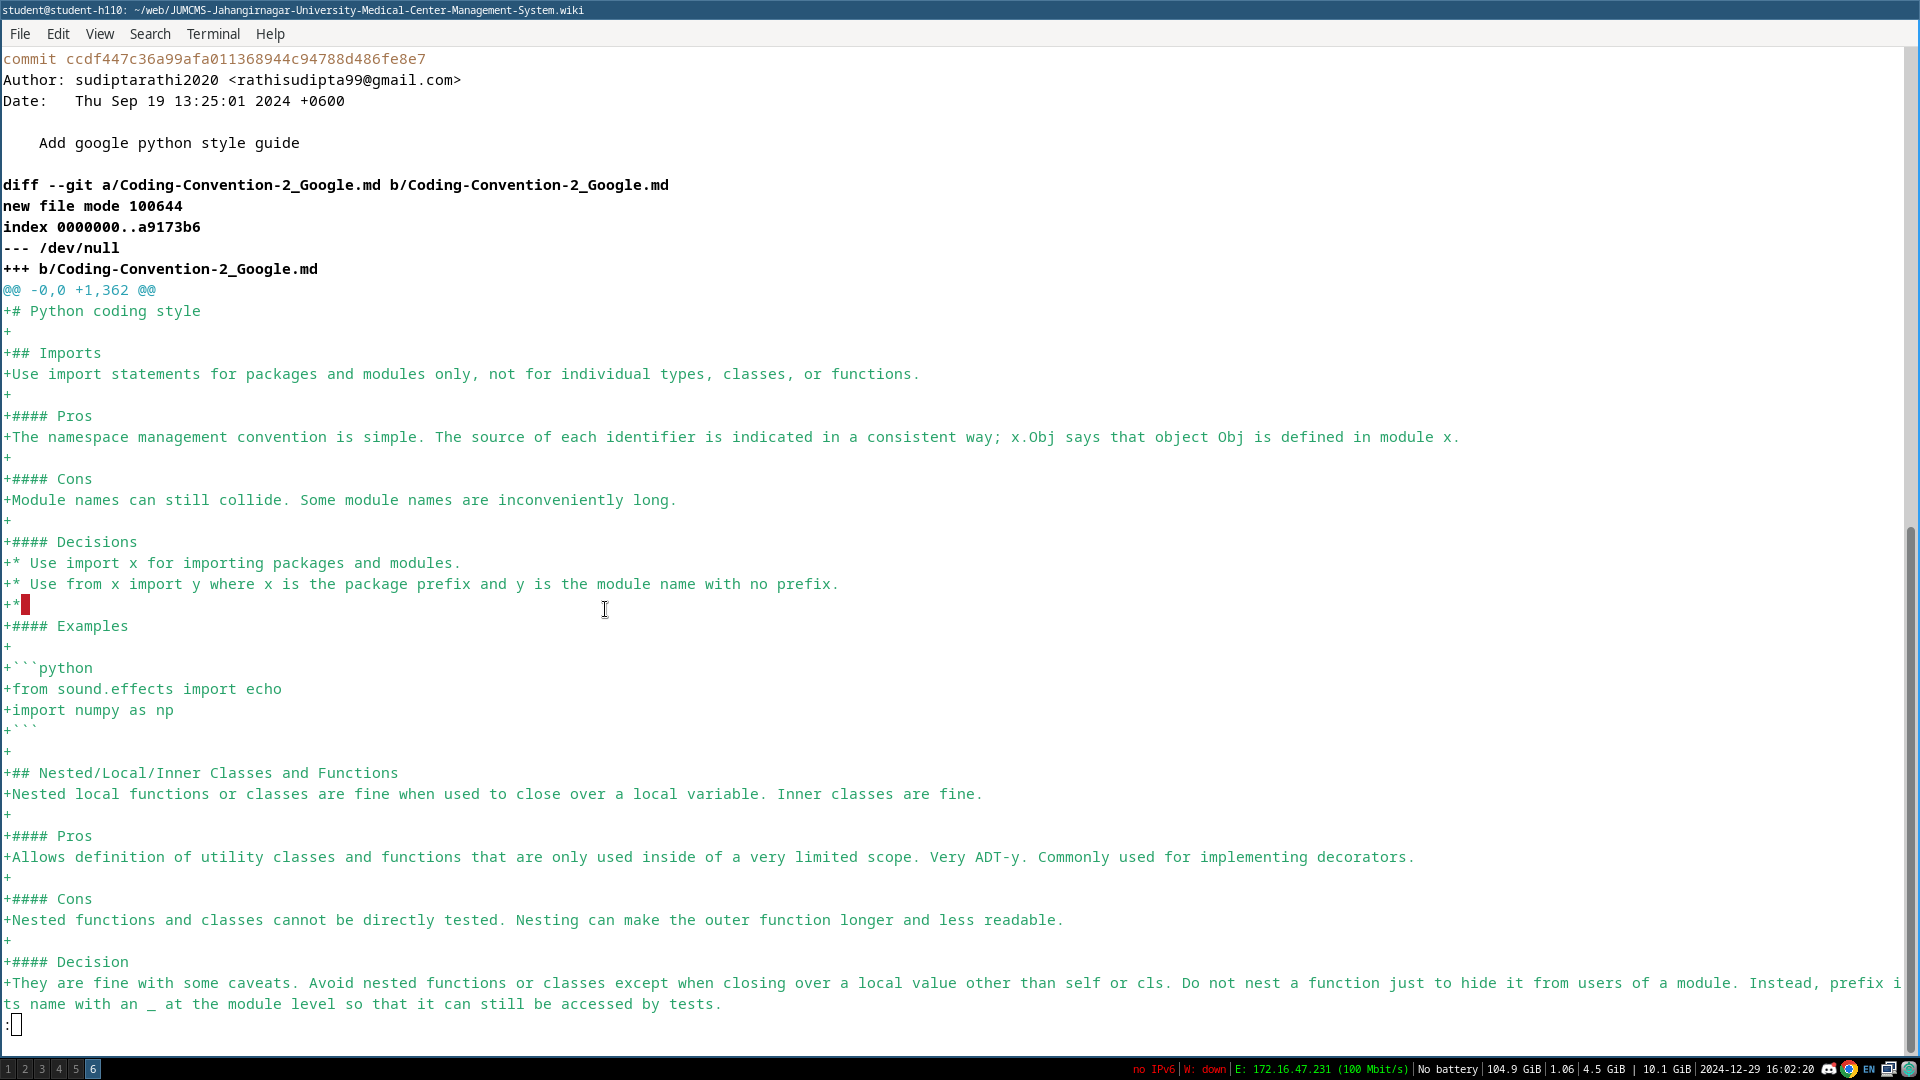 student@student-h110: ~/web/JUMCMS-Jahangirnagar-University-Medical-Center-Management-System.wiki
File Edit View Search Terminal Help
commit ccdf447c36a99afa011368944c94788d486fe8e7
Author: sudiptarathi2020 <rathisudipta99@gmail.com>
Date:   Thu Sep 19 13:25:01 2024 +0600
    Add google python style guide
diff --git a/Coding-Convention-2_Google.md b/Coding-Convention-2_Google.md
new file mode 100644
index 0000000..a9173b6
--- /dev/null
+++ b/Coding-Convention-2_Google.md
@@ -0,0 +1,362 @@
+# Python coding style
+
+## Imports
+Use import statements for packages and modules only, not for individual types, classes, or functions.
+
+#### Pros
+The namespace management convention is simple. The source of each identifier is indicated in a consistent way; x.Obj says that object Obj is defined in module x.
+
+#### Cons
+Module names can still collide. Some module names are inconveniently long.
+
+#### Decisions
+* Use import x for importing packages and modules.
+* Use from x import y where x is the package prefix and y is the module name with no prefix.
+*
+#### Examples
+
+```python
+from sound.effects import echo
+import numpy as np
+```
+
+## Nested/Local/Inner Classes and Functions
+Nested local functions or classes are fine when used to close over a local variable. Inner classes are fine.
+
+#### Pros
+Allows definition of utility classes and functions that are only used inside of a very limited scope. Very ADT-y. Commonly used for implementing decorators.
+
+#### Cons
+Nested functions and classes cannot be directly tested. Nesting can make the outer function longer and less readable.
+
+#### Decision
+They are fine with some caveats. Avoid nested functions or classes except when closing over a local value other than self or cls. Do not nest a function just to hide it from users of a module. Instead, prefix i
ts name with an _ at the module level so that it can still be accessed by tests.
:
1 2 3 4 5 6 no IPv6 | W: down | E: 172.16.47.231 (100 Mbit/s) | No battery | 104.9 GiB | 1.06 | 4.5 GiB | 10.1 GiB | 2024-12-29 16:02:20 EN